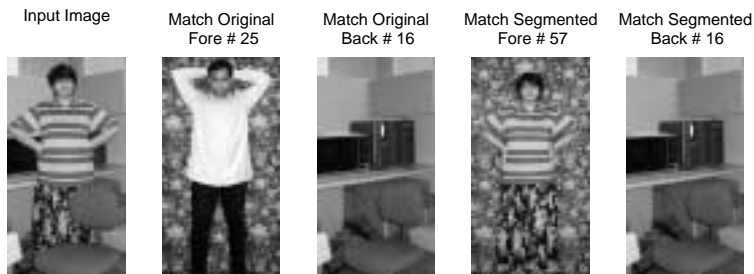 Input Image
Match Original
Fore # 25
Match Original
Back # 16
Match Segmented
Fore # 57
Match Segmented
Back # 16